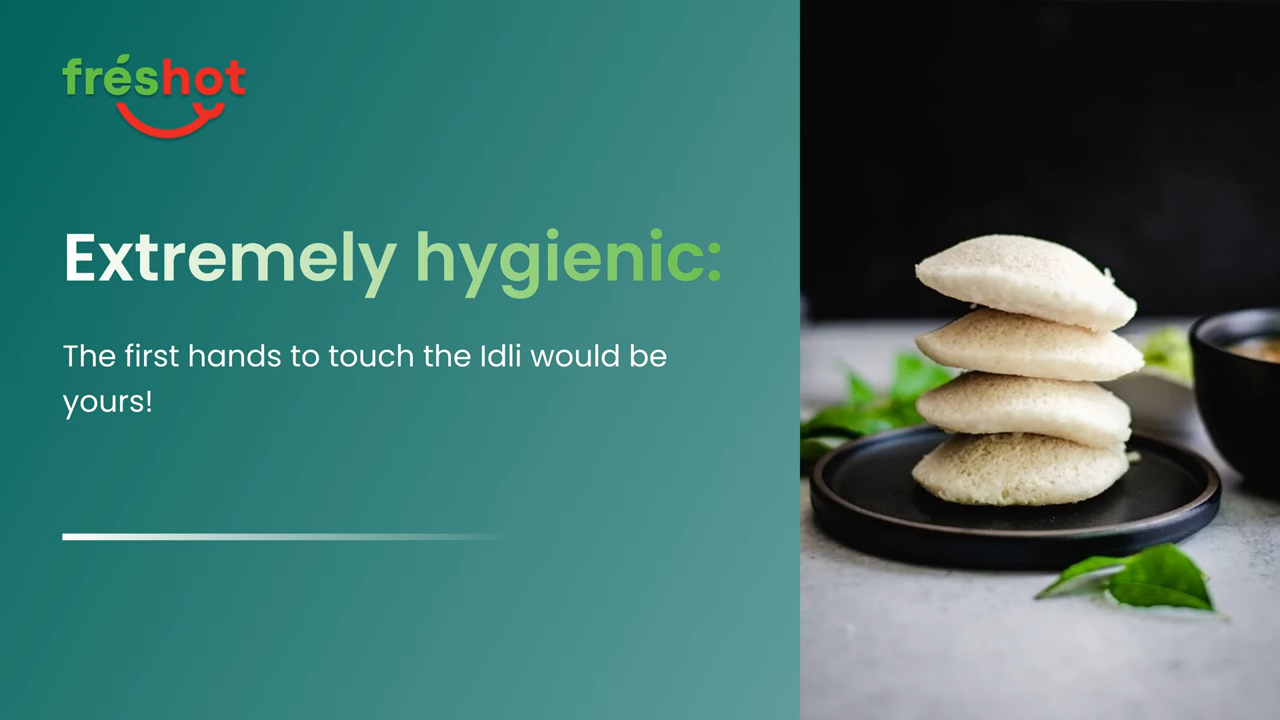 fréshot
Extremely hygienic:
The first hands to touch the Idli would be
yours!